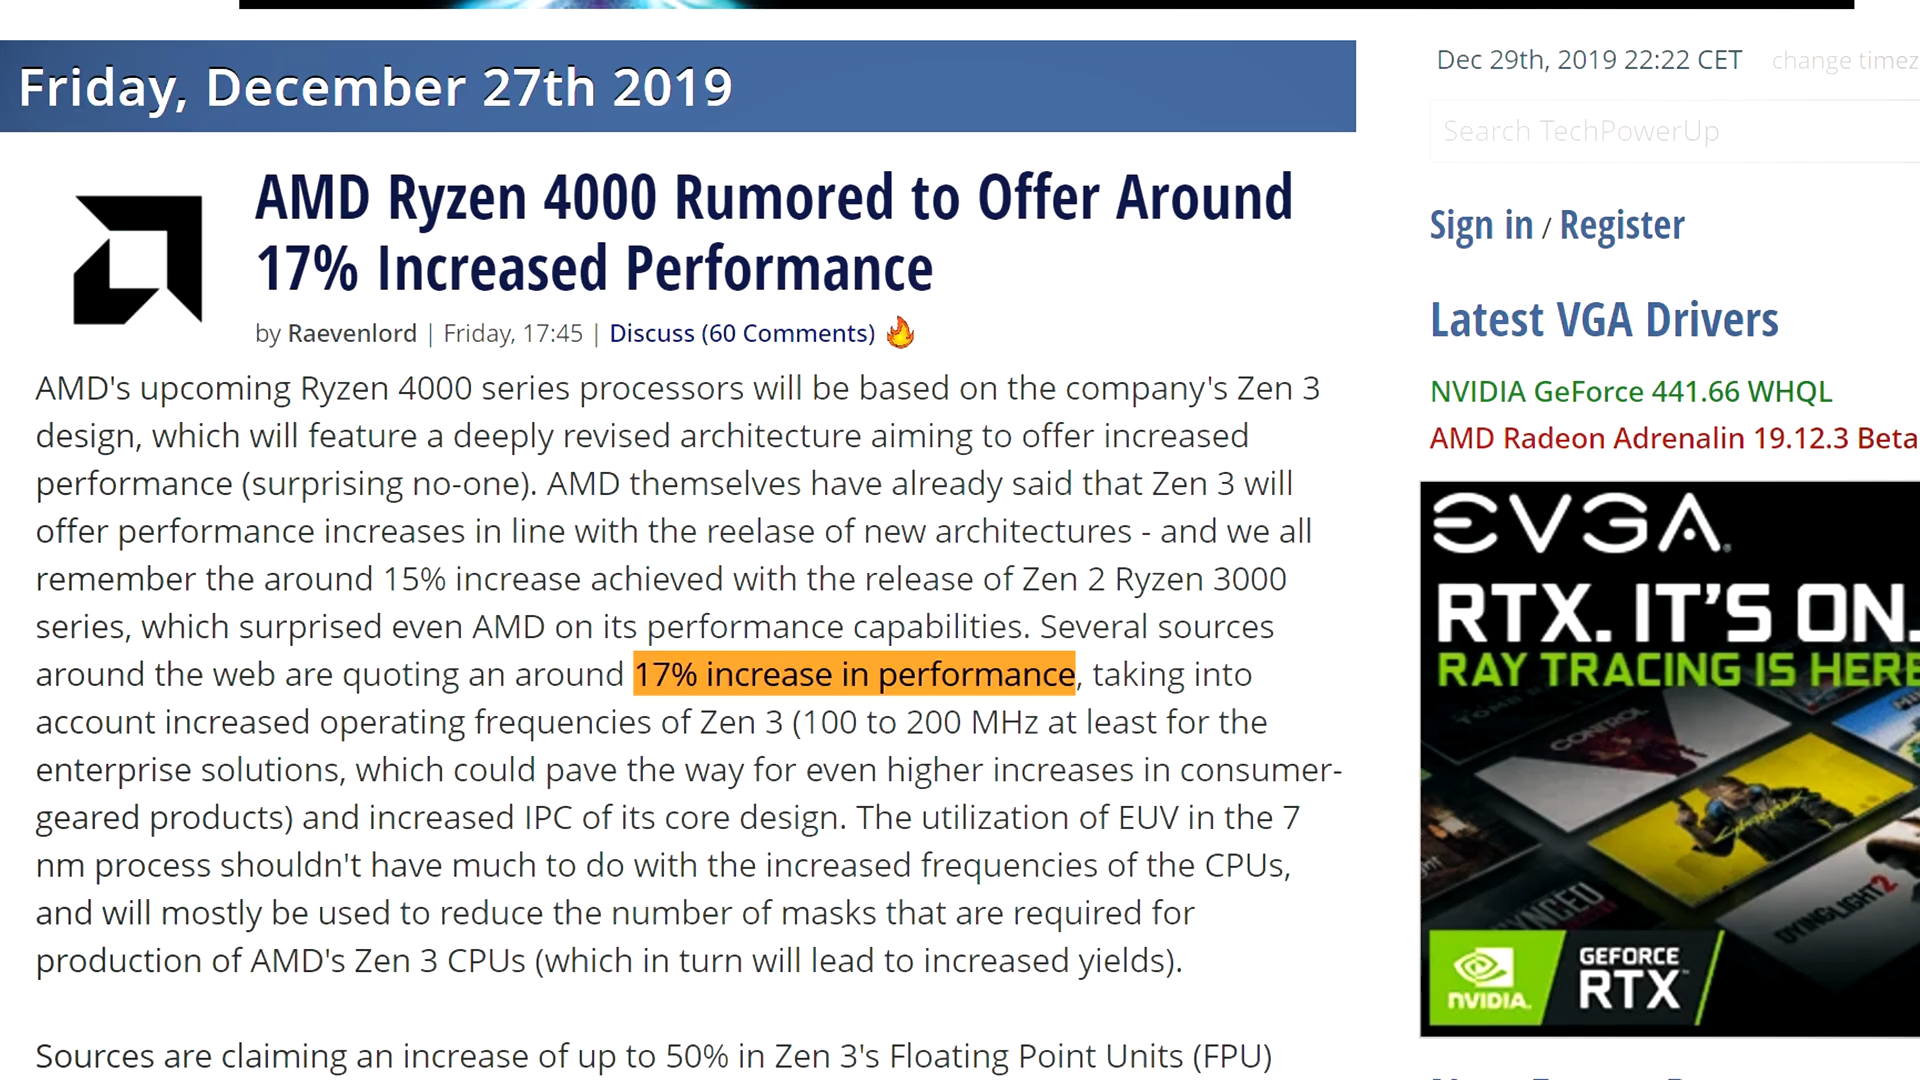 Friday, December 27th 2019
AMD Ryzen 4000 Rumored to Offer Around
17% Increased Performance
by Raevenlord | Friday, 17:45 | Discuss (60 Comments)
AMD's upcoming Ryzen 4000 series processors will be based on the company's Zen 3
design, which will feature a deeply revised architecture aiming to offer increased
performance (surprising no-one). AMD themselves have already said that Zen 3 will
offer performance increases in line with the reelase of new architectures - and we all
remember the around 15% increase achieved with the release of Zen 2 Ryzen 3000
series, which surprised even AMD on its performance capabilities. Several sources
around the web are quoting an around 17% increase in performance, taking into
account increased operating frequencies of Zen 3 (100 to 200 MHz at least for the
enterprise solutions, which could pave the way for even higher increases in consumer-
geared products) and increased IPC of its core design. The utilization of EUV in the 7
nm process shouldn't have much to do with the increased frequencies of the CPUs,
and will mostly be used to reduce the number of masks that are required for
production of AMD's Zen 3 CPUs (which in turn will lead to increased yields).
Sources are claiming an increase of up to 50% in Zen 3's Floating Point Units (FPU)
Dec 29th, 2019 22:22 CET change timez
Search TechPowerUp
Sign in / Register
Latest VGA Drivers
NVIDIA GeForce 441.66 WHQL
AMD Radeon Adrenalin 19.12.3 Beta
EVGA
RTX. IT'S ON.
RAY TRACING IS HERE
CONTROL
Cyberpunk
DYING LIGHT 2
NVIDIA.
GEFORCE
RTX